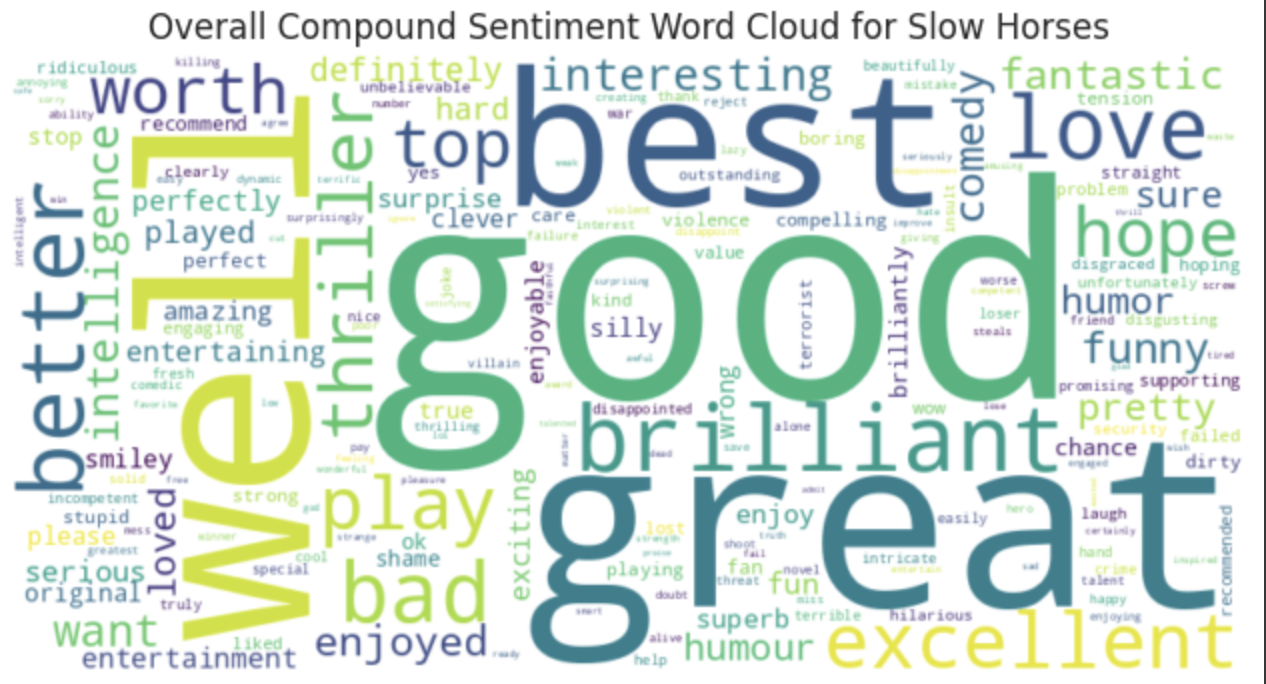 Overall Compound Sentiment Word Cloud for Slow Horses
killing
ridiculous
annoying
safe
sorry
worth
definitely
unbelievable
number
interesting
beautifully
mistake
fantastic
tension
ability
recommend
agree
hard
creating
thank
reject
war
comedy
love
waste
stop
top
best
boring
lazy
weak
seriously
amusing
clearly
easy
dynamic
terrific
yes
outstanding
disappointment
straight
intelligence
well
thriller
perfectly
surprisingly
surprise
clever
care
violent
interest
violence
compelling
hate
improve
giving
insult
problem
thrill
sure
win
intelligent
better
played
cut
ignore
failure
disappoint
value
hope
perfect
joke
satisfying
good
enjoyable
faithful
surprising
kind
silly
awful
terrorist
brilliantly
worse
competent
loser
steals
disgraced
hoping
unfortunately
screw
humor
friend
disgusting
amazing
engaging
nice
poor
entertaining
villain
funny
tired
glad
fresh
comedic
favorite
low
award
promising
supporting
true
thrilling
lol
talented
disappointed
wrong
alone
wow
lose
pretty
security
failed
smiley
solid
free
pay
feeling
wonderful
pleasure
matter
dead
save
brilliant
chance
engaged
wish
dirty
incompetent
stupid
mess
please
greatest
loved
strong
god
winner
play
strange
ok
shame
exciting
great
lost
strength
prove
admit
enjoy
truth
easily
hero
laugh
certainly
recommended
serious
original
cool
special
bad
playing
shoot
fail
fan
threat
novel
fun
miss
intricate
entertain
sad
hand
crime
talent
inspired
truly
smart
doubt
superb
terrible
hilarious
happy
enjoying
want
liked
entertainment
enjoyed
ready
alive
help
humour
excellent